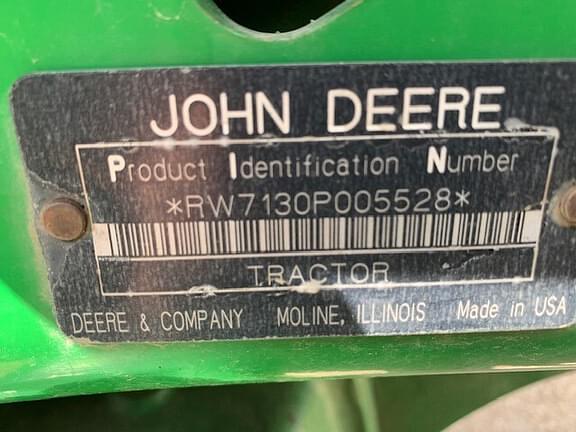 JOHN DEERE
Product Identification Number
*RW7130P005528*
TRACTOR
DEERE & COMPANY MOLINE, ILLINOIS Made in USA